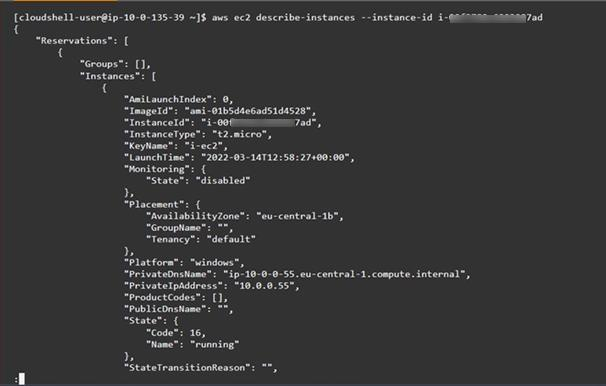 [cloudshell-user@ip-10-0-135-39 ~]$ aws ec2 describe-instances --instance-id i- 7ad
{
    "Reservations": [
        {
            "Groups": [],
            "Instances": [
                {
                    "AmiLaunchIndex": 0,
                    "ImageId": "ami-01b5d4e6ad51d4528",
                    "InstanceId": "i-00 7ad",
                    "InstanceType": "t2.micro",
                    "KeyName": "i-ec2",
                    "LaunchTime": "2022-03-14T12:58:27+00:00",
                    "Monitoring": {
                        "State": "disabled"
                    },
                    "Placement": {
                        "AvailabilityZone": "eu-central-1b",
                        "GroupName": "",
                        "Tenancy": "default"
                    },
                    "Platform": "windows",
                    "PrivateDnsName": "ip-10-0-0-55.eu-central-1.compute.internal",
                    "PrivateIpAddress": "10.0.0.55",
                    "ProductCodes": [],
                    "PublicDnsName": "",
                    "State": {
                        "Code": 16,
                        "Name": "running"
                    },
                    "StateTransitionReason": "",
: